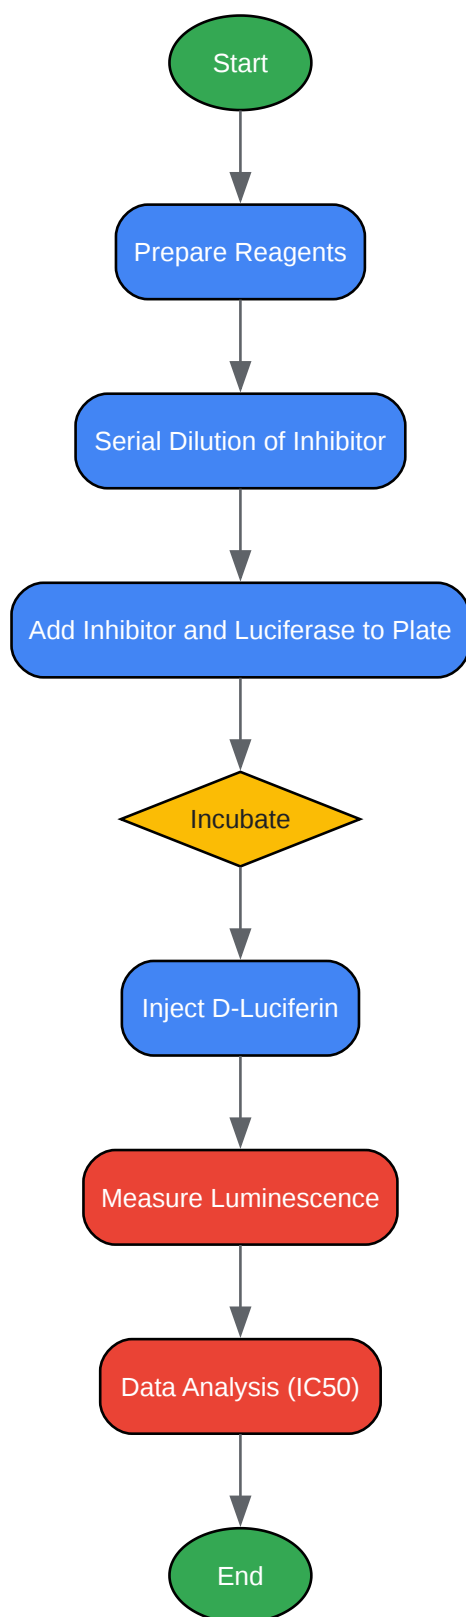 Start
Prepare Reagents
Serial Dilution of Inhibitor
Add Inhibitor and Luciferase to Plate
Incubate
Inject D-Luciferin
Measure Luminescence
Data Analysis (IC50)
End